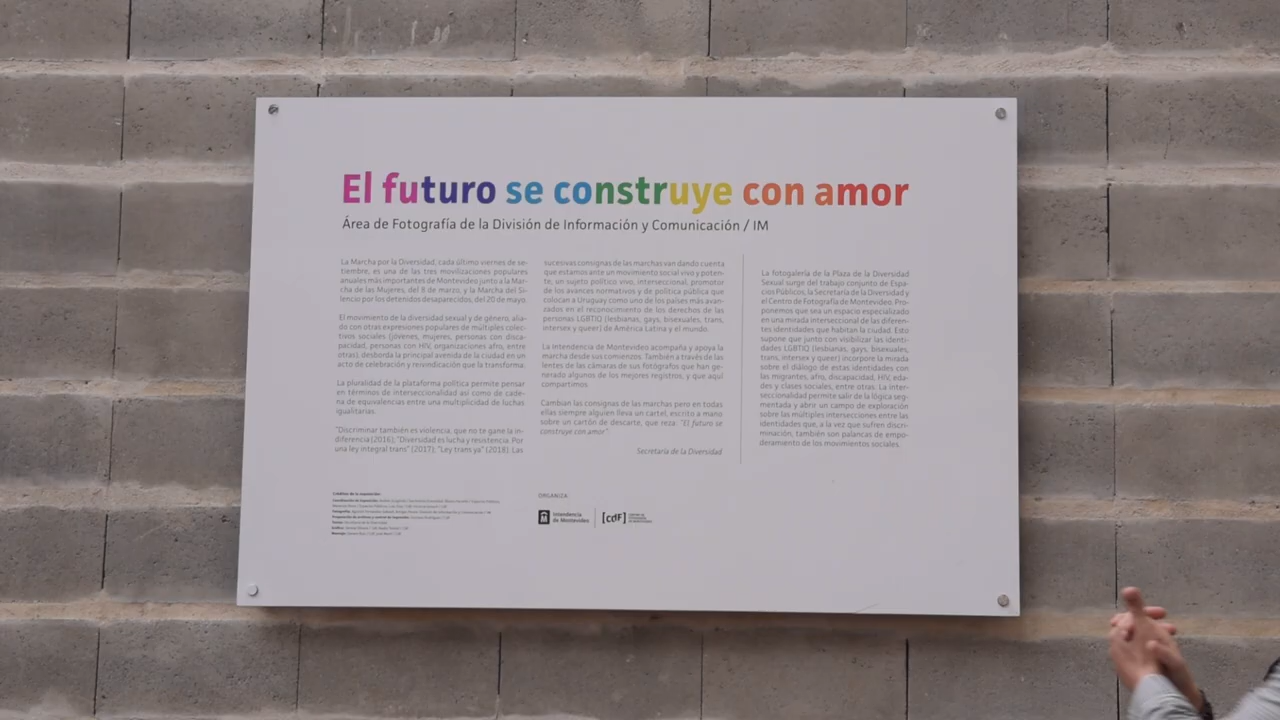 El futuro se construye con amor
Área de Fotografía de la División de Información y Comunicación / IM
La Marcha por la Diversidad, cada último viernes de se-
tiembre, es una de las tres movilizaciones populares
anuales más importantes de Montevideo junto a la Mar-
cha de las Mujeres, del 8 de marzo, y la Marcha del Si-
lencio por los detenidos desaparecidos, del 20 de mayo.
El movimiento de la diversidad sexual y de género, alia-
do con otras expresiones populares de múltiples colec-
tivos sociales (jóvenes, mujeres, personas con disca-
pacidad, personas con HIV, organizaciones afro, entre
otras), desborda la principal avenida de la ciudad en un
acto de celebración y reivindicación que la transforma.
La pluralidad de la plataforma política permite pensar
en términos de interseccionalidad así como de cade-
na de equivalencias entre una multiplicidad de luchas
igualitarias.
"Discriminar también es violencia, que no te gane la in-
diferencia (2016); "Diversidad es lucha y resistencia. Por
una ley integral trans" (2017); "Ley trans ya" (2018). Las
sucesivas consignas de las marchas van dando cuenta
que estamos ante un movimiento social vivo y poten-
te, un sujeto político vivo, interseccional, promotor
de los avances normativos y de política pública que
colocan a Uruguay como uno de los países más avan-
zados en el reconocimiento de los derechos de las
personas LGBTIQ (lesbianas, gays, bisexuales, trans,
intersex y queer) de América Latina y el mundo.
La Intendencia de Montevideo acompaña y apoya la
marcha desde sus comienzos. También a través de las
lentes de las cámaras de sus fotógrafos que han ge-
nerado algunos de los mejores registros, y que aquí
compartimos.
Cambian las consignas de las marchas pero en todas
ellas siempre alguien lleva un cartel, escrito a mano
sobre un cartón de descarte, que reza: "El futuro se
construye con amor".
Secretaría de la Diversidad
La fotogalería de la Plaza de la Diversidad
Sexual surge del trabajo conjunto de Espa-
cios Públicos, la Secretaría de la Diversidad y
el Centro de Fotografía de Montevideo. Pro-
ponemos que sea un espacio especializado
en una mirada interseccional de las diferen-
tes identidades que habitan la ciudad. Esto
supone que junto con visibilizar las identi-
dades LGBTIQ (lesbianas, gays, bisexuales,
trans, intersex y queer) incorpore la mirada
sobre el diálogo de estas identidades con
las migrantes, afro, discapacidad, HIV, eda-
des y clases sociales, entre otras. La inter-
seccionalidad permite salir de la lógica seg-
mentada y abrir un campo de exploración
sobre las múltiples intersecciones entre las
identidades que, a la vez que sufren discri-
minación, también son palancas de empo-
deramiento de los movimientos sociales.
Créditos de la exposición:
ORGANIZA:
Intendencia
de Montevideo
[CdF]
CENTRO DE
FOTOGRAFÍA
DE MONTEVIDEO